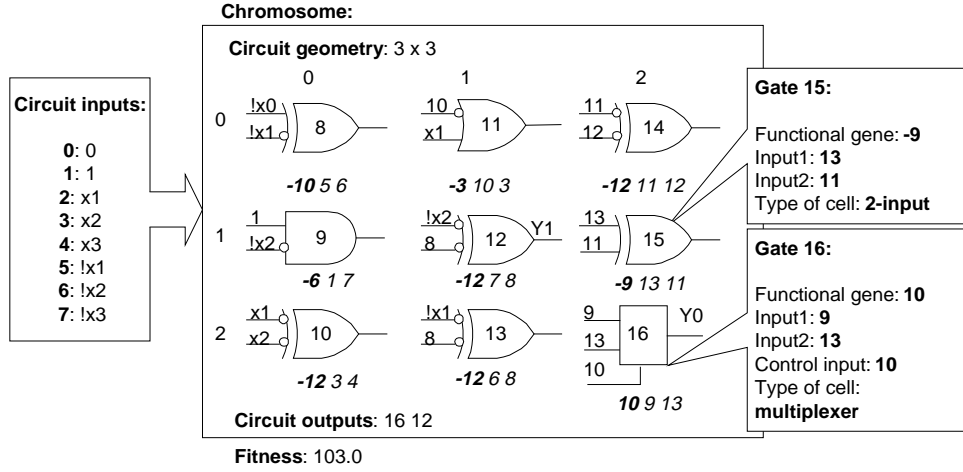 Chromosome:
Circuit geometry: 3 x 3
0 1 2
Circuit inputs:
0: 0
1: 1
2: x1
3: x2
4: x3
5: !x1
6: !x2
7: !x3
0
!x0
!x1
8
-10 5 6
10
x1
11
-3 10 3
11
12
14
-12 11 12
1
1
!x2
9
-6 1 7
!x2
8
12
Y1
-12 7 8
13
11
15
-9 13 11
2
x1
x2
10
-12 3 4
!x1
8
13
-12 6 8
9
13
10
16
Y0
10 9 13
Circuit outputs: 16 12
Fitness: 103.0
Gate 15:
Functional gene: -9
Input1: 13
Input2: 11
Type of cell: 2-input
Gate 16:
Functional gene: 10
Input1: 9
Input2: 13
Control input: 10
Type of cell:
multiplexer